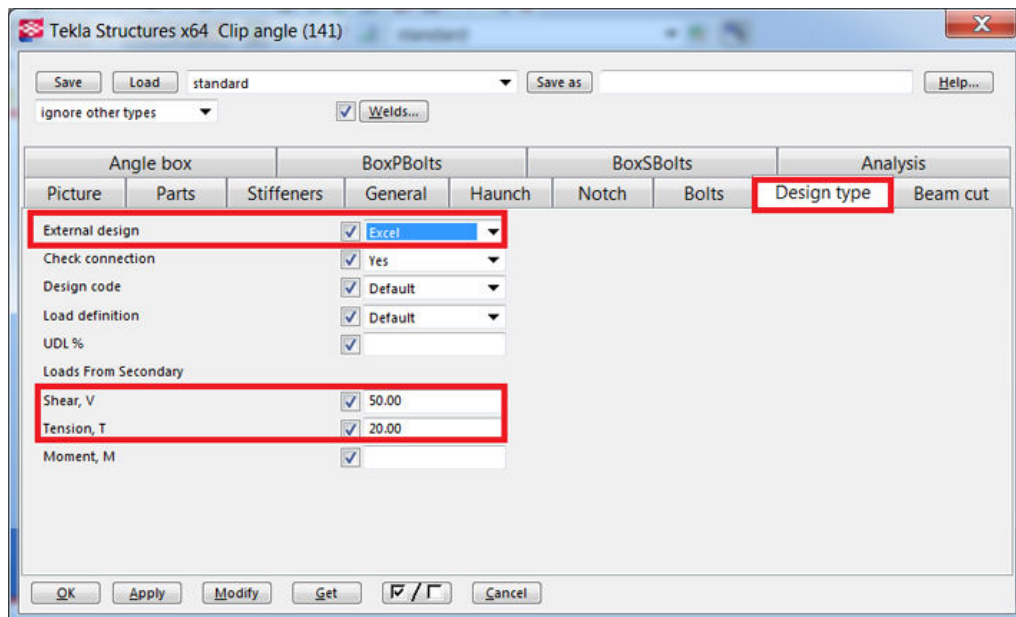 Tekla Structures x64 Clip angle (141)
X
Save Load standard Save as Help...
ignore other types Welds...
Angle box BoxPBolts BoxSBolts Analysis
Picture Parts Stiffeners General Haunch Notch Bolts Design type Beam cut
External design Excel
Check connection Yes
Design code Default
Load definition Default
UDL %
Loads From Secondary
Shear, V 50.00
Tension, T 20.00
Moment, M
OK Apply Modify Get / Cancel